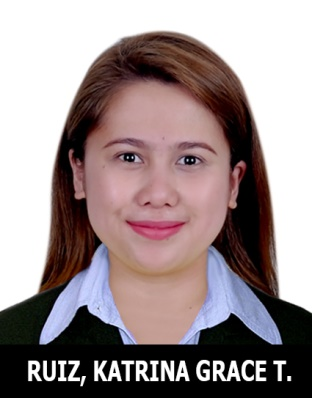 RUIZ, KATRINA GRACE T.